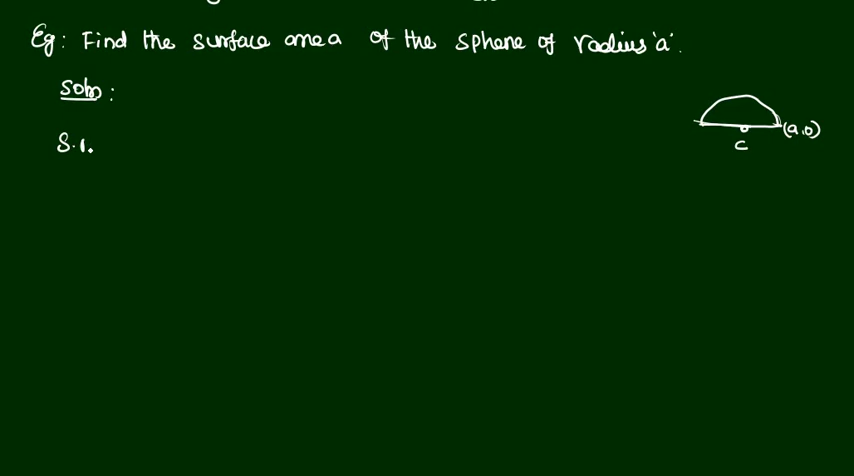 Eg: Find the surface area of the sphere of radius 'a'.
Soln:
(a,0)
C
S.1.